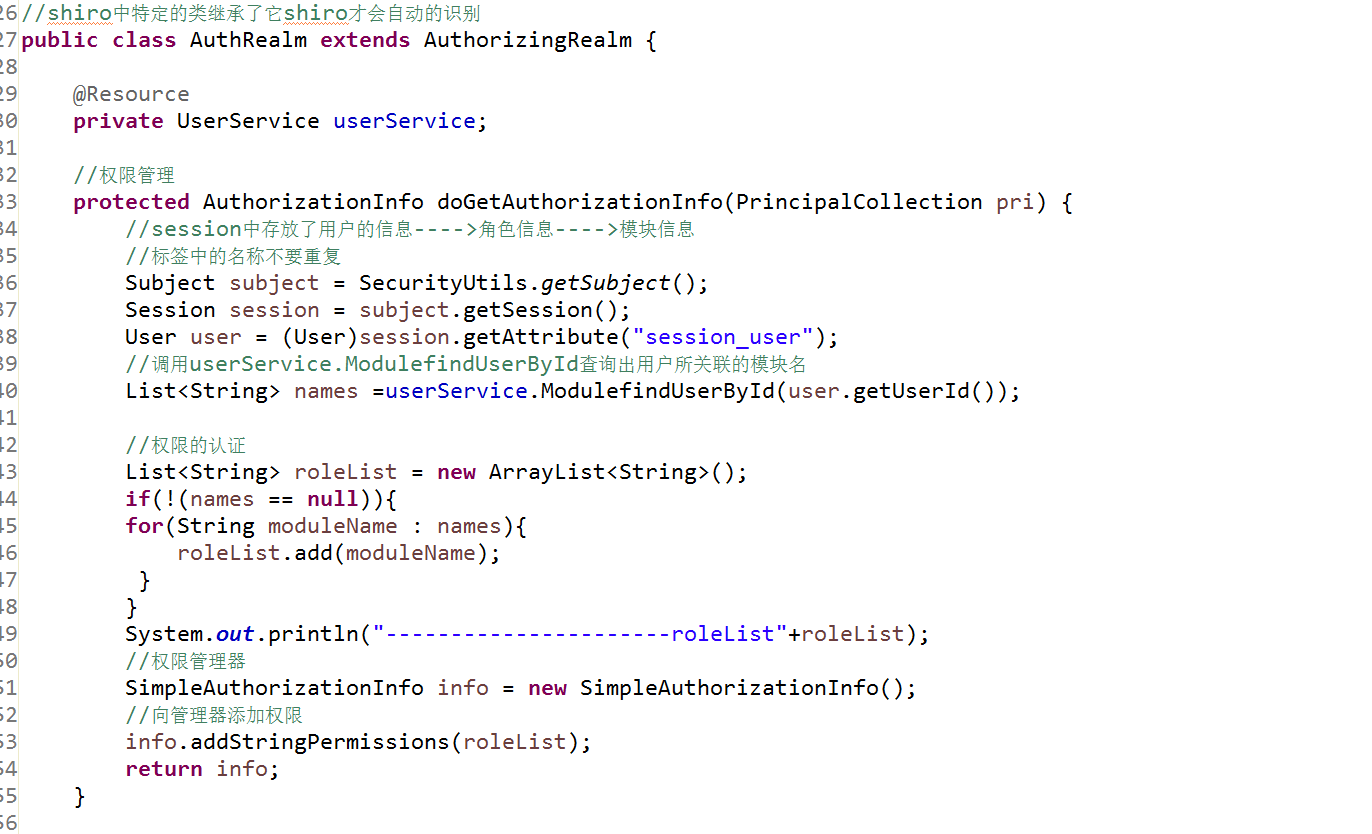 26 //shiro中特定的类继承了它shiro才会自动的识别
27 public class AuthRealm extends AuthorizingRealm {
28
29     @Resource
30     private UserService userService;
31
32     //权限管理
33     protected AuthorizationInfo doGetAuthorizationInfo(PrincipalCollection pri) {
34         //session中存放了用户的信息---->角色信息---->模块信息
35         //标签中的名称不要重复
36         Subject subject = SecurityUtils.getSubject();
37         Session session = subject.getSession();
38         User user = (User)session.getAttribute("session_user");
39         //调用userService.ModulefindUserById查询出用户所关联的模块名
40         List<String> names =userService.ModulefindUserById(user.getUserId());
41
42         //权限的认证
43         List<String> roleList = new ArrayList<String>();
44         if(!(names == null)){
45         for(String moduleName : names){
46             roleList.add(moduleName);
47          }
48         }
49         System.out.println("----------------------roleList"+roleList);
50         //权限管理器
51         SimpleAuthorizationInfo info = new SimpleAuthorizationInfo();
52         //向管理器添加权限
53         info.addStringPermissions(roleList);
54         return info;
55     }
56